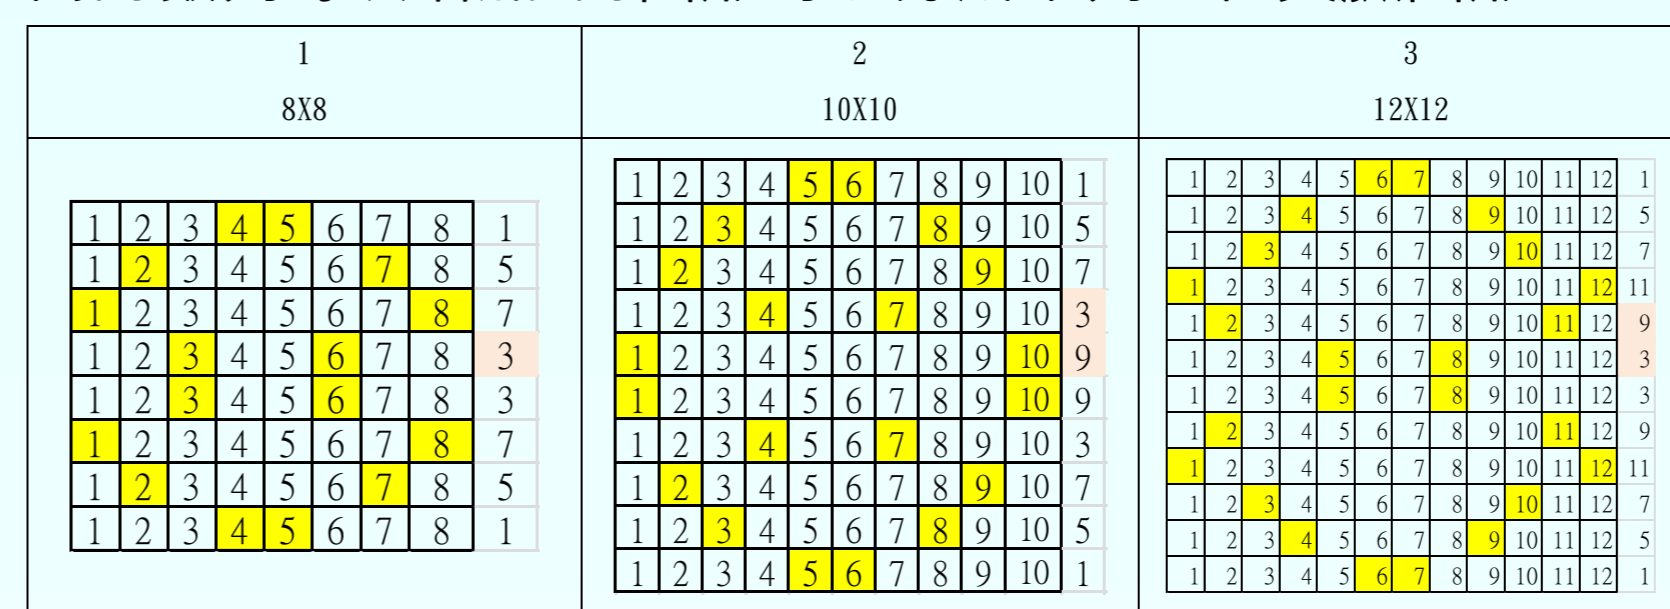 1
8X8
2
10X10
3
12X12
1 2 3 4 5 6 7 8 1
1 2 3 4 5 6 7 8 5
1 2 3 4 5 6 7 8 7
1 2 3 4 5 6 7 8 3
1 2 3 4 5 6 7 8 3
1 2 3 4 5 6 7 8 7
1 2 3 4 5 6 7 8 5
1 2 3 4 5 6 7 8 1
1 2 3 4 5 6 7 8 9 10 1
1 2 3 4 5 6 7 8 9 10 5
1 2 3 4 5 6 7 8 9 10 7
1 2 3 4 5 6 7 8 9 10 3
1 2 3 4 5 6 7 8 9 10 9
1 2 3 4 5 6 7 8 9 10 9
1 2 3 4 5 6 7 8 9 10 3
1 2 3 4 5 6 7 8 9 10 7
1 2 3 4 5 6 7 8 9 10 5
1 2 3 4 5 6 7 8 9 10 1
1 2 3 4 5 6 7 8 9 10 11 12 1
1 2 3 4 5 6 7 8 9 10 11 12 5
1 2 3 4 5 6 7 8 9 10 11 12 7
1 2 3 4 5 6 7 8 9 10 11 12 11
1 2 3 4 5 6 7 8 9 10 11 12 9
1 2 3 4 5 6 7 8 9 10 11 12 3
1 2 3 4 5 6 7 8 9 10 11 12 3
1 2 3 4 5 6 7 8 9 10 11 12 9
1 2 3 4 5 6 7 8 9 10 11 12 11
1 2 3 4 5 6 7 8 9 10 11 12 7
1 2 3 4 5 6 7 8 9 10 11 12 5
1 2 3 4 5 6 7 8 9 10 11 12 1